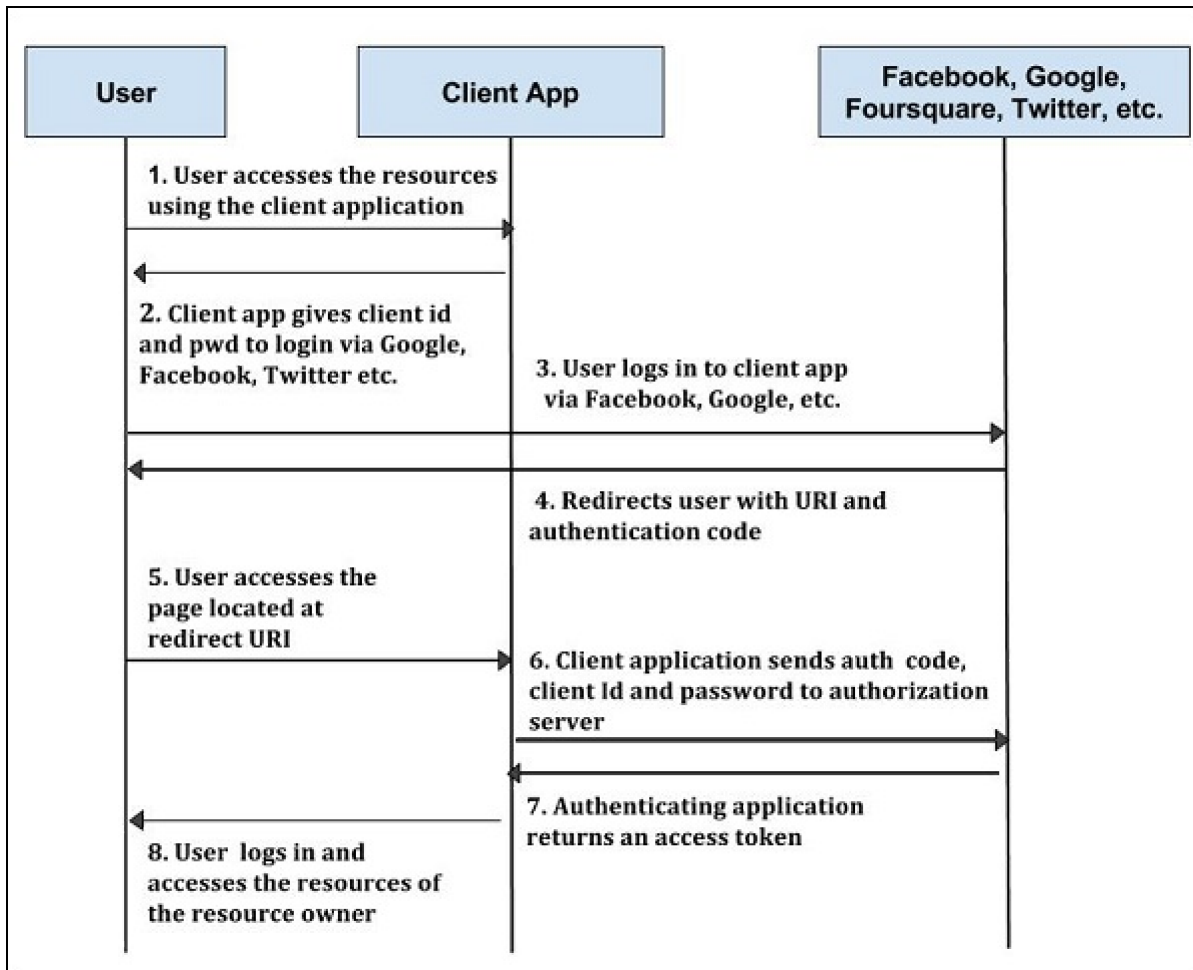 User
Client App
Facebook, Google,
Foursquare, Twitter, etc.
1. User accesses the resources
using the client application
2. Client app gives client id
and pwd to login via Google,
Facebook, Twitter etc.
3. User logs in to client app
via Facebook, Google, etc.
4. Redirects user with URI and
authentication code
5. User accesses the
page located at
redirect URI
6. Client application sends auth code,
client Id and password to authorization
server
7. Authenticating application
returns an access token
8. User logs in and
accesses the resources of
the resource owner